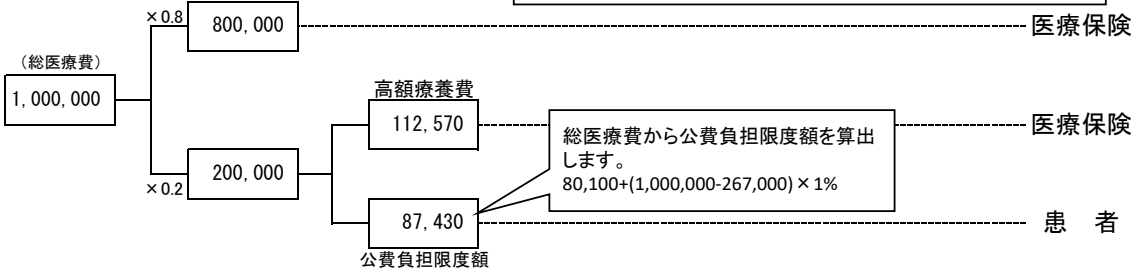 ×0.8
800,000
医療保険
(総医療費)
1,000,000
高額療養費
112,570
医療保険
総医療費から公費負担限度額を算出
します。
80,100+(1,000,000-267,000)×1%
×0.2
200,000
87,430
患 者
公費負担限度額